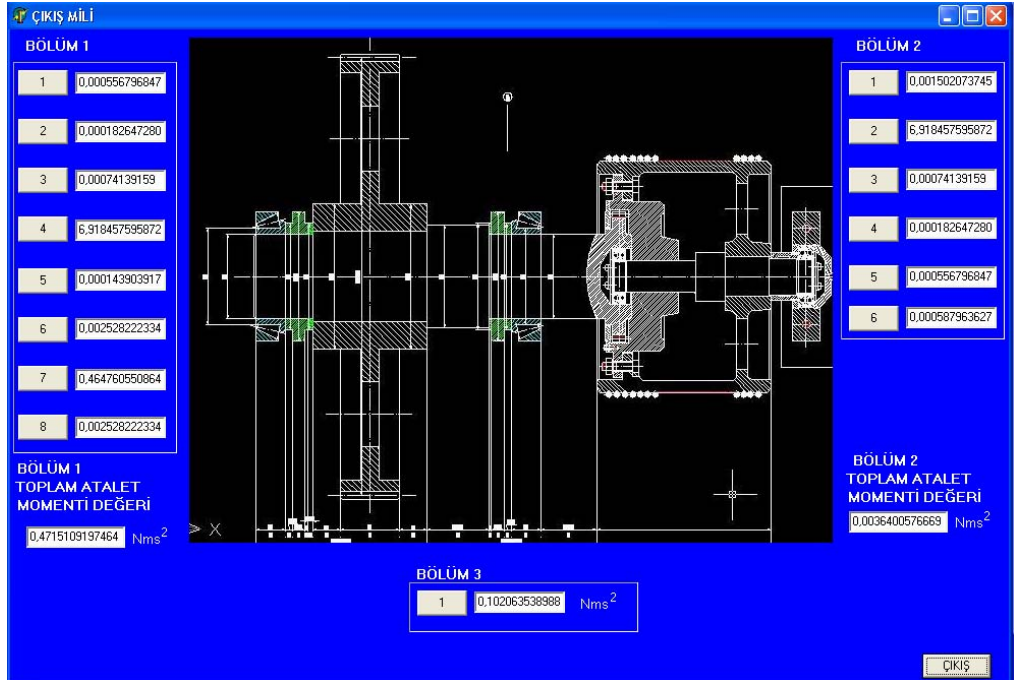 ÇIKIŞ MİLİ
BÖLÜM 1
1 0,000556796847
2 0,000182647280
3 0,00074139159
4 6,918457595872
5 0,000143903917
6 0,002528222334
7 0,464760550864
8 0,002528222334
BÖLÜM 1
TOPLAM ATALET
MOMENTİ DEĞERİ
0,4715109197464 Nms2
X
BÖLÜM 2
1 0,001502073745
2 6,918457595872
3 0,00074139159
4 0,000182647280
5 0,000556796847
6 0,000587963627
BÖLÜM 2
TOPLAM ATALET
MOMENTİ DEĞERİ
0,0036400576669 Nms2
BÖLÜM 3
1 0,102063538988 Nms2
ÇIKIŞ